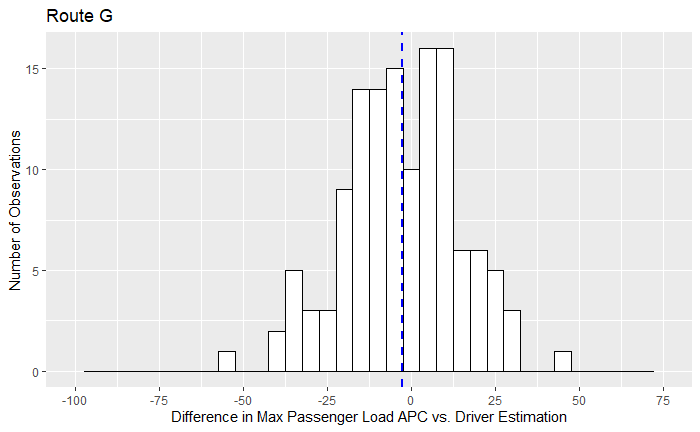 Route G
Number of Observations
15
10
5
0
-100 -75 -50 -25 0 25 50 75
Difference in Max Passenger Load APC vs. Driver Estimation